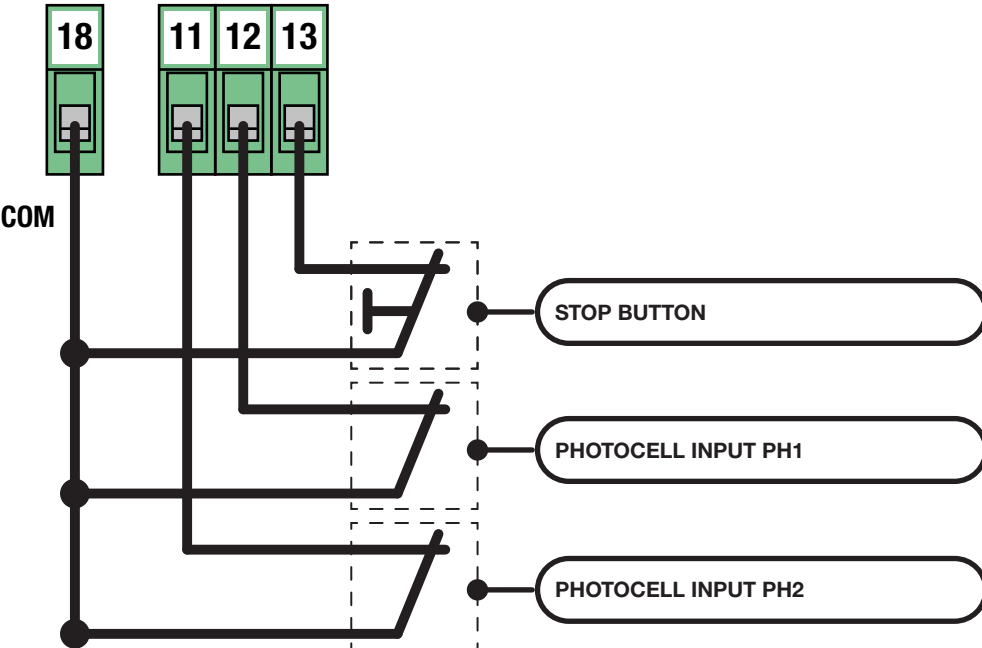 18 11 12 13
COM
STOP BUTTON
PHOTOCELL INPUT PH1
PHOTOCELL INPUT PH2